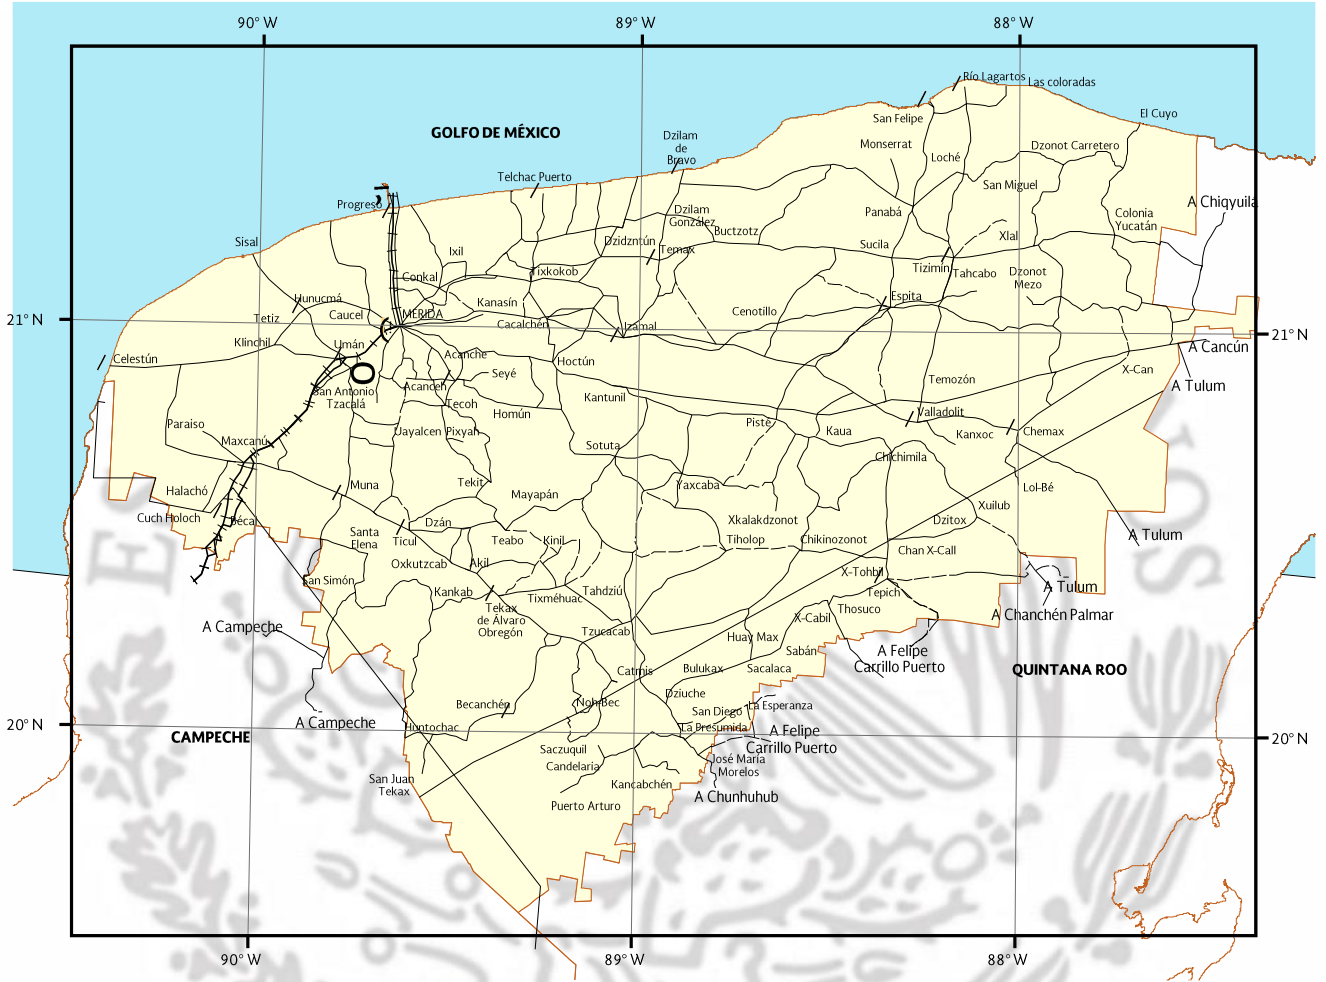 90° W
89° W
88° W
Río Lagartos
Las coloradas
San Felipe
El Cuyo
GOLFO DE MÉXICO
Dzilam
de
Bravo
Monserrat
Loché
Dzonot Carretero
Telchac Puerto
San Miguel
Progreso
Dzilam
González
Panabá
Colonia
Yucatán
A Chiqyuila
Sisal
Ixil
Dzidzntún
Temax
Buctzotz
Sucila
Xlal
Conkal
Tixkokob
Tizimin
Tahcabo
Dzonot
Mezo
Hunucmá
Kanasín
Espita
Tetiz
Caucel
MÉRIDA
Cacalchén
Izamal
Cenotillo
21° N
21° N
Klinchil
Umán
Acanche
Hoctún
A Cancún
Celestún
Seyé
X-Can
A Tulum
San Antonio
Tzacalá
Acanceh
Temozón
Tecoh
Homún
Kantunil
Valladolit
Paraiso
Uayalcen
Pixyah
Piste
Kaua
Kanxoc
Chemax
Maxcanú
Sotuta
Chichimila
Halachó
Muna
Tekit
Mayapán
Yaxcaba
Lol-Bé
Xuilub
Cuch Holoch
Bécal
Dzán
Xkalakdzonot
Dzitox
Santa
Elena
Ticul
Teabo
Kinil
Tiholop
Chikinozonot
Chan X-Call
A Tulum
Oxkutzcab
Akil
San Simón
Kankab
Tixméhuac
Tahdziú
X-Tohbil
Tepich
A Tulum
Tekax
de Álvaro
Obregón
Thosuco
X-Cabil
A Chanchén Palmar
A Campeche
Tzucacab
Huay Max
Sabán
A Felipe
Carrillo Puerto
QUINTANA ROO
Catmis
Bulukax
Sacalaca
Dziuche
Becanchén
Noh-Bec
San Diego
La Esperanza
A Campeche
Huntochac
La Presumida
A Felipe
Carrillo Puerto
20° N
20° N
CAMPECHE
Saczuquil
Candelaria
José María
Morelos
San Juan
Tekax
Kancabchén
A Chunhuhub
Puerto Arturo
90° W
89° W
88° W